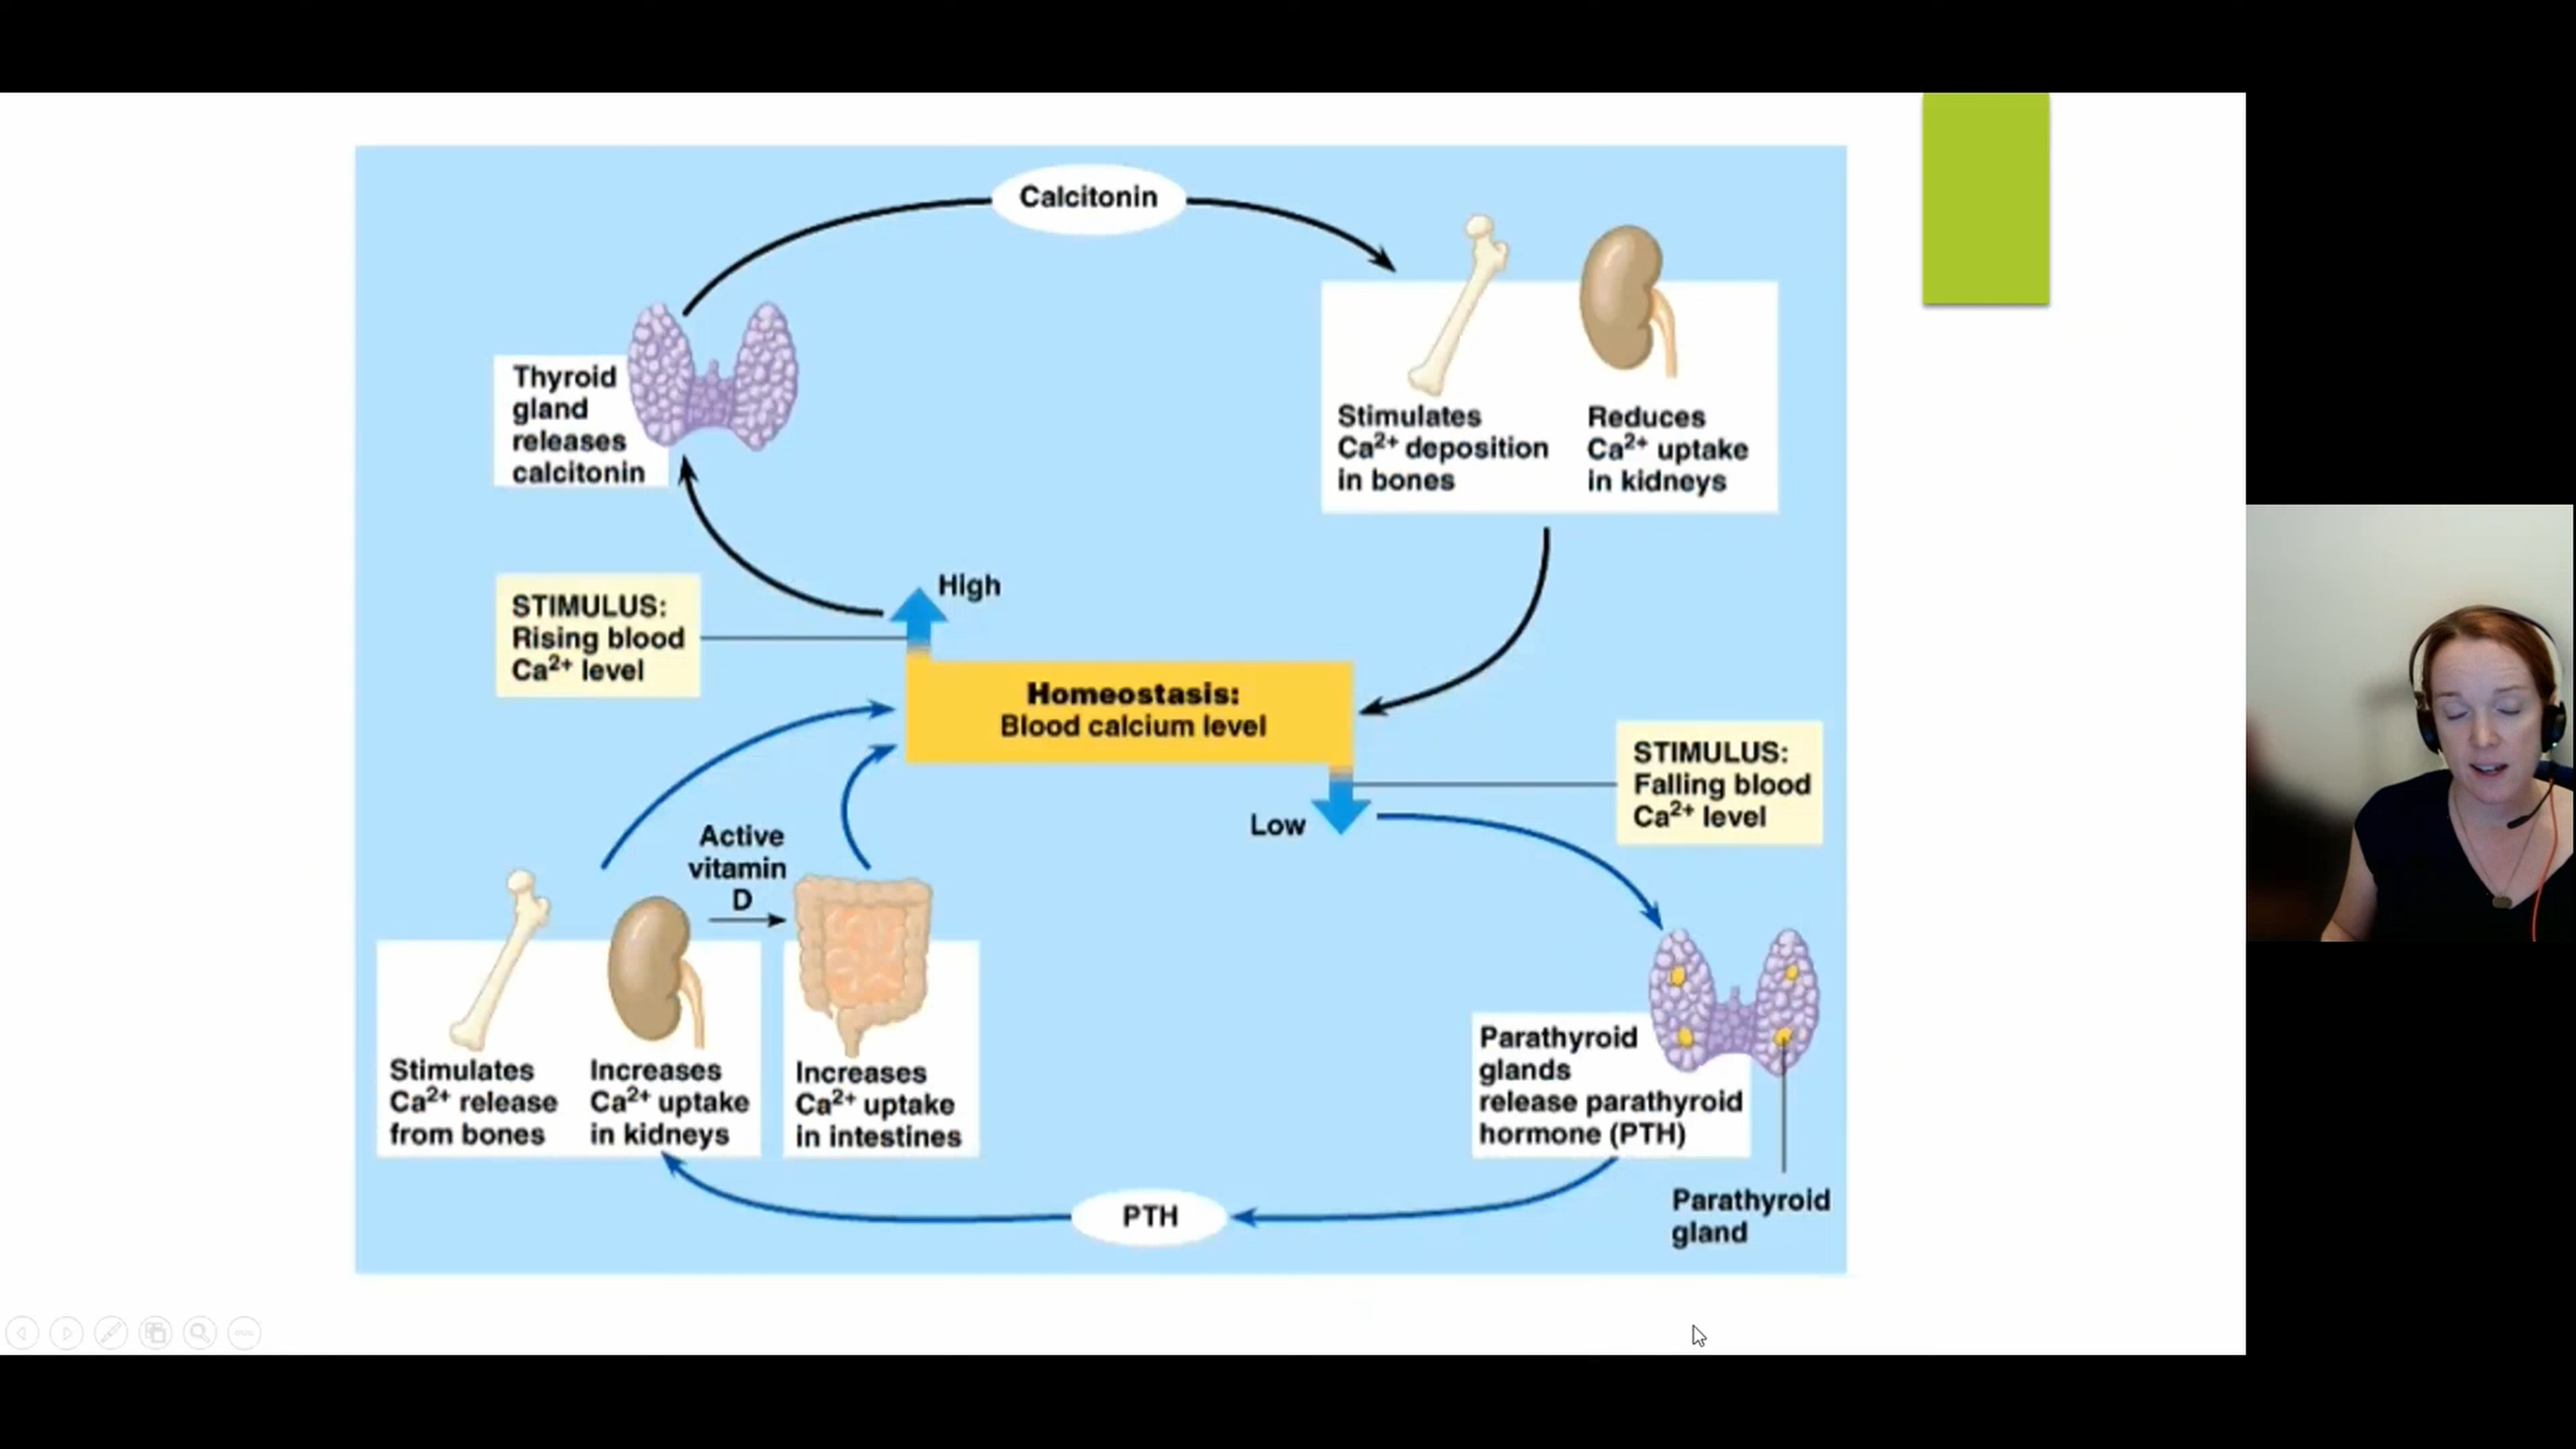 Calcitonin
Thyroid
gland
releases
calcitonin
Stimulates
Ca²⁺ deposition
in bones
Reduces
Ca²⁺ uptake
in kidneys
High
STIMULUS:
Rising blood
Ca²⁺ level
Homeostasis:
Blood calcium level
STIMULUS:
Falling blood
Ca²⁺ level
Low
Active
vitamin
D
Stimulates
Ca²⁺ release
from bones
Increases
Ca²⁺ uptake
in kidneys
Increases
Ca²⁺ uptake
in intestines
Parathyroid
glands
release parathyroid
hormone (PTH)
Parathyroid
gland
PTH